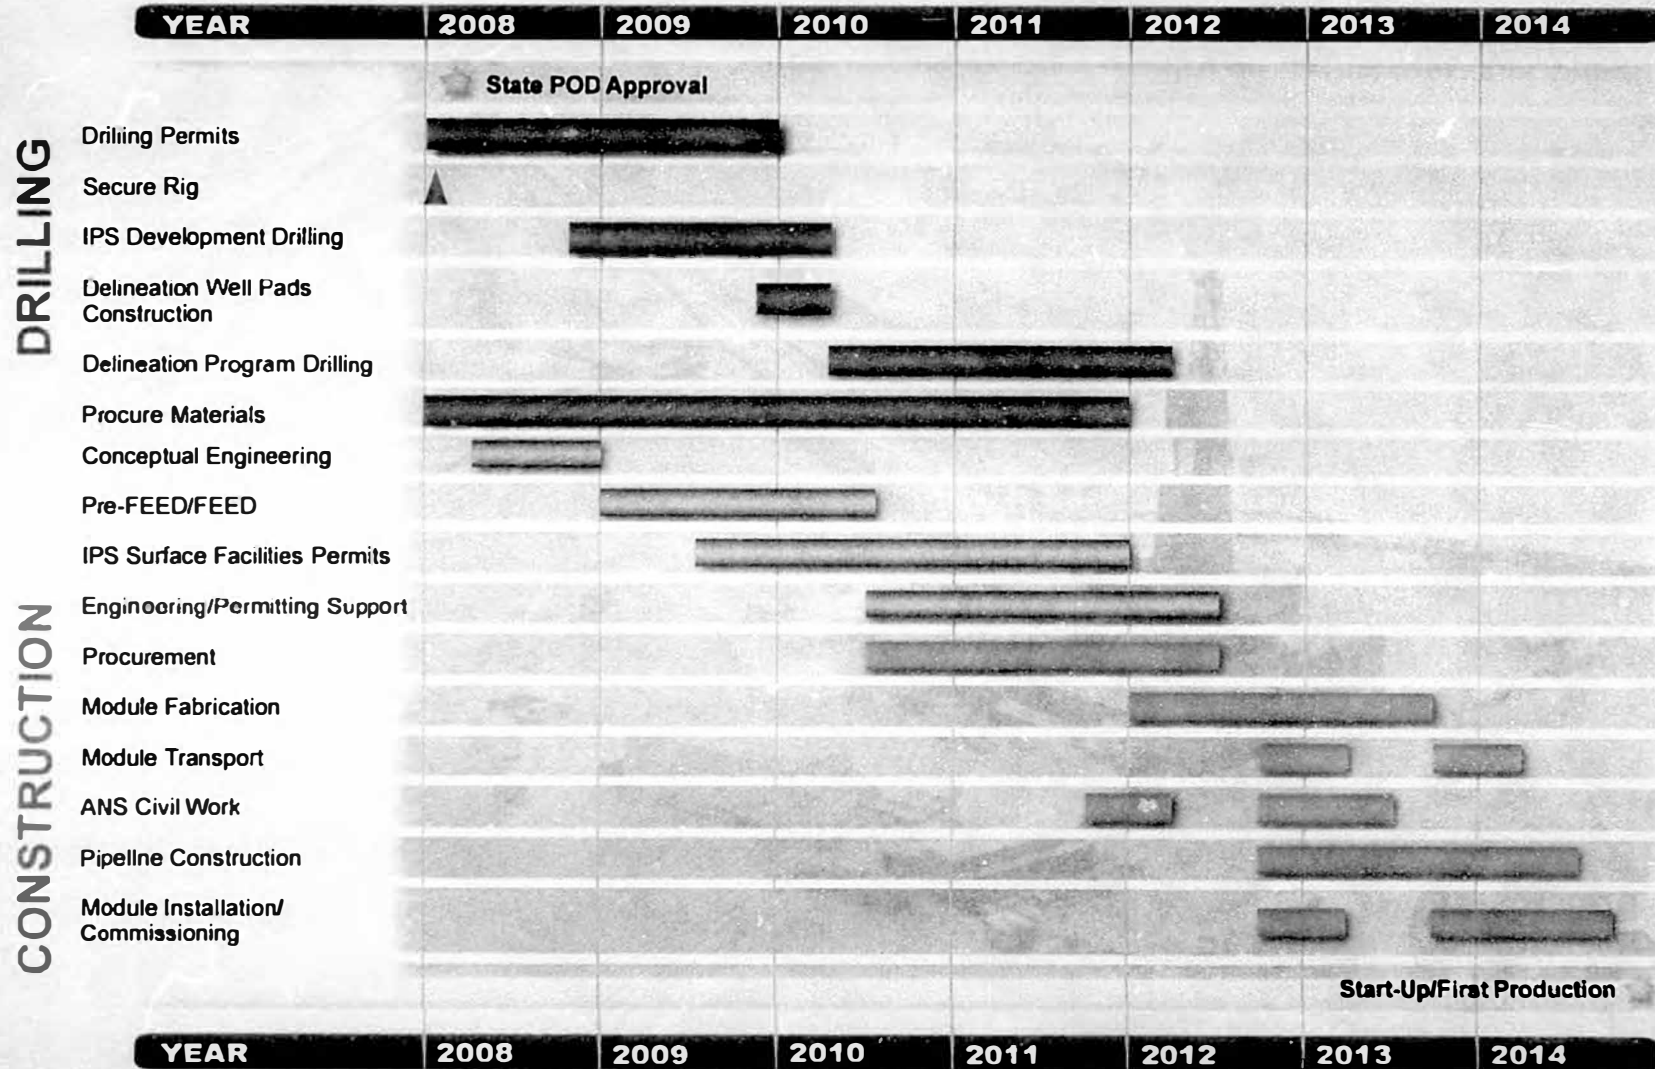 YEAR 2008 2009 2010 2011 2012 2013 2014
State POD Approval
DRILLING
Drilling Permits
Secure Rig
IPS Development Drilling
Delineation Well Pads
Construction
Delineation Program Drilling
Procure Materials
Conceptual Engineering
Pre-FEED/FEED
IPS Surface Facilities Permits
CONSTRUCTION
Engineering/Permitting Support
Procurement
Module Fabrication
Module Transport
ANS Civil Work
Pipeline Construction
Module Installation/
Commissioning
Start-Up/First Production
YEAR 2008 2009 2010 2011 2012 2013 2014